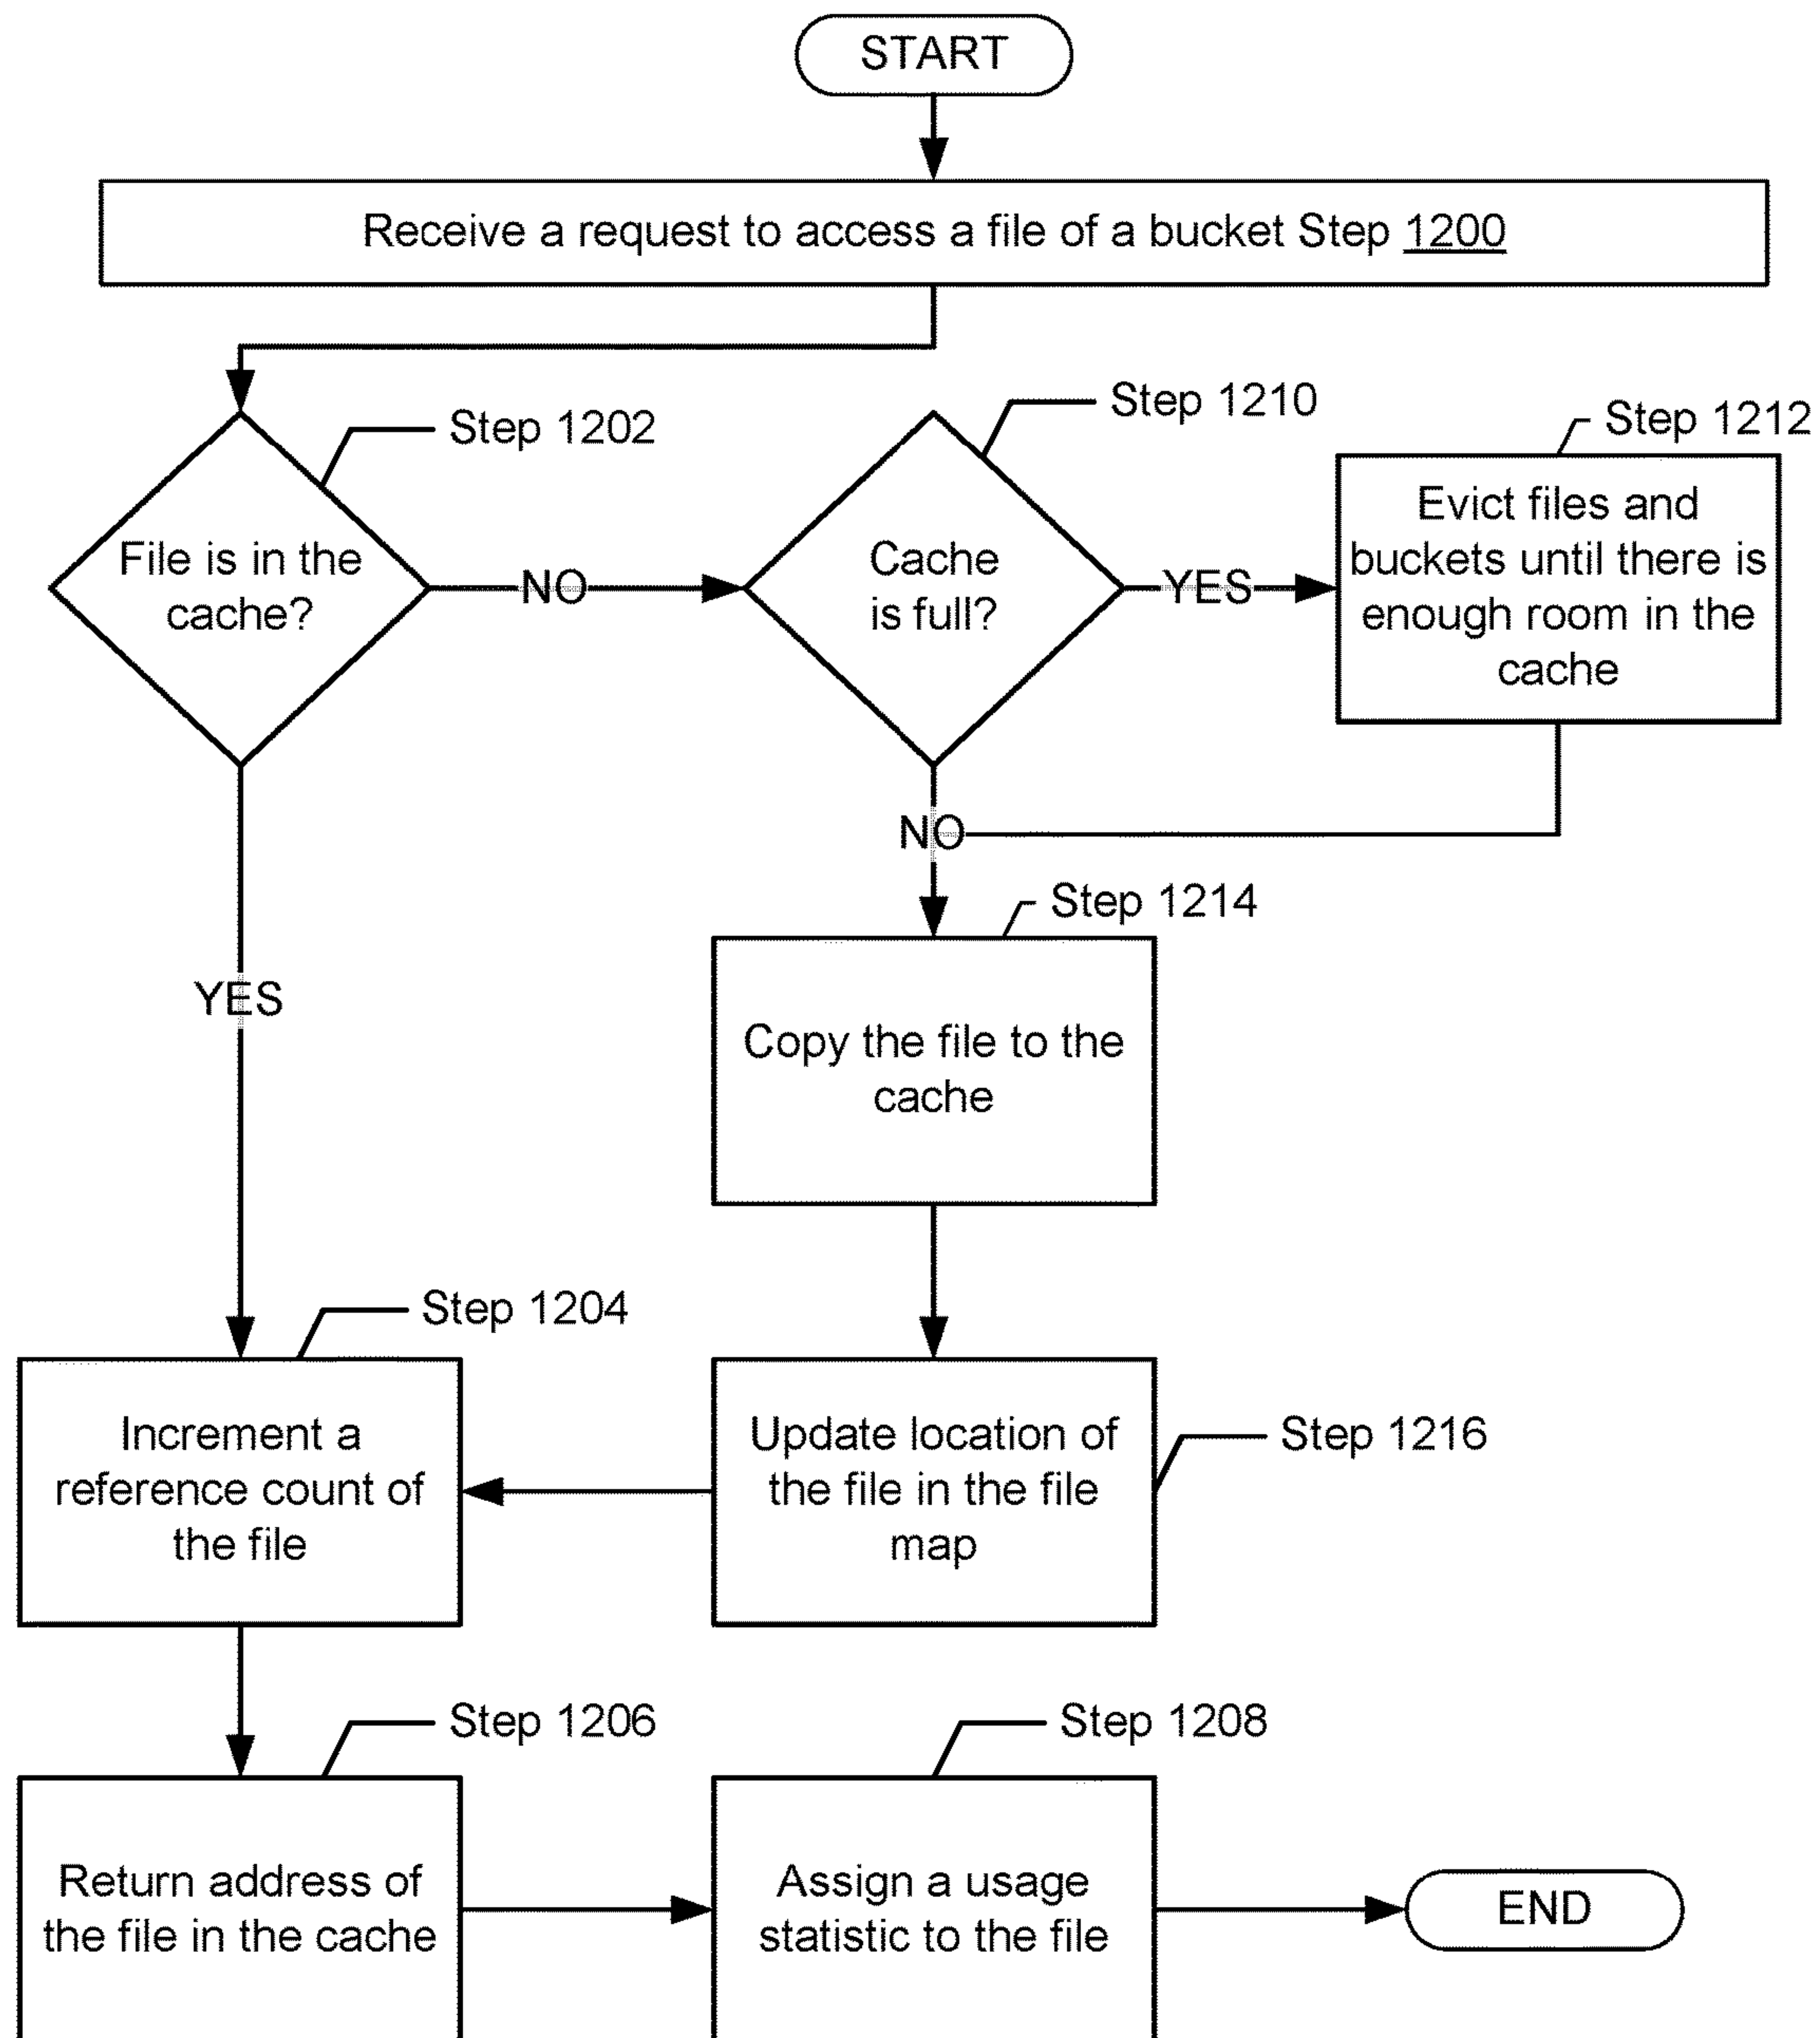 START
Receive a request to access a file of a bucket Step 1200
Step 1202
Step 1210
Step 1212
File is in the
cache?
NO
Cache
is full?
YES
Evict files and
buckets until there is
enough room in the
cache
NO
Step 1214
YES
Copy the file to the
cache
Step 1204
Increment a
reference count of
the file
Update location of
the file in the file
map
Step 1216
Step 1206
Step 1208
Return address of
the file in the cache
Assign a usage
statistic to the file
END